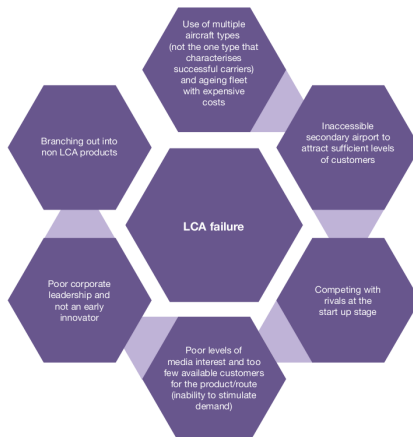 Use of multiple
aircraft types
(not the one type that
characterises
successful carriers)
and ageing fleet
with expensive
costs
Branching out into
non LCA products
Inaccessible
secondary airport to
attract sufficient levels
of customers
LCA failure
Poor corporate
leadership and
not an early
innovator
Competing with
rivals at the
start up stage
Poor levels of
media interest and too
few available customers
for the product/route
(inability to stimulate
demand)